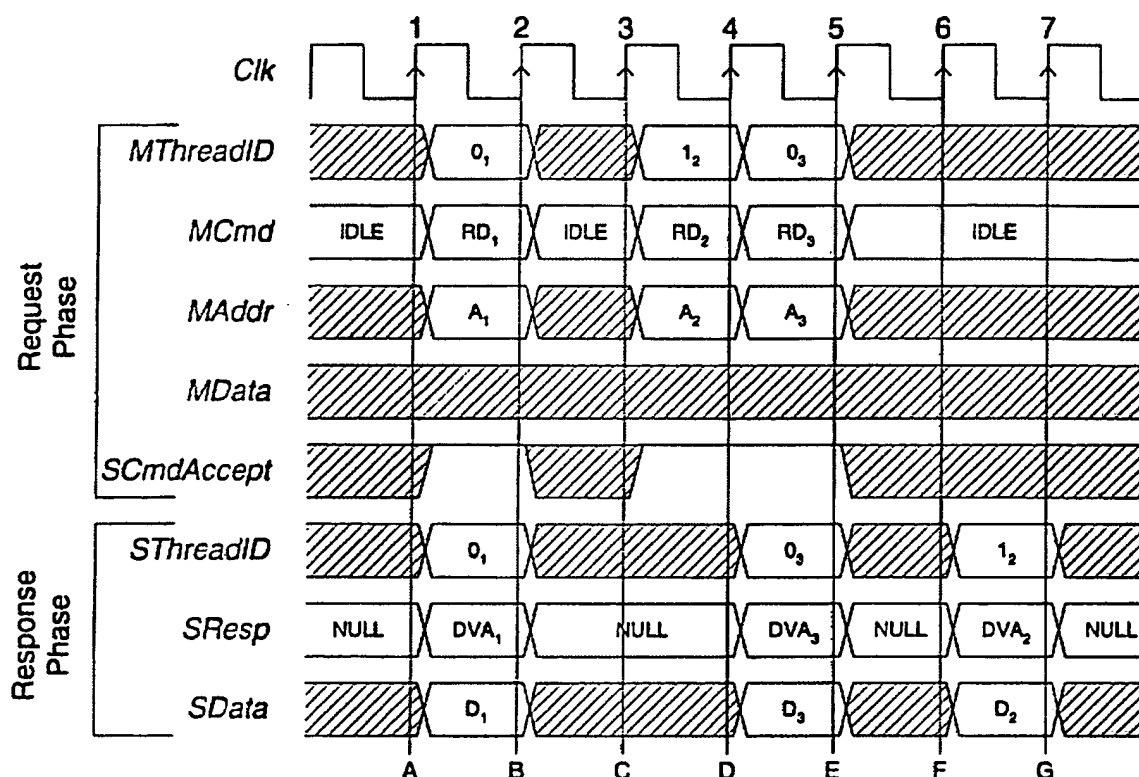 1 2 3 4 5 6 7
Clk
Request Phase
MThreadID 0₁ 1₂ 0₃
MCmd IDLE RD₁ IDLE RD₂ RD₃ IDLE
MAddr A₁ A₂ A₃
MData
SCmdAccept
Response Phase
SThreadID 0₁ 0₃ 1₂
SResp NULL DVA₁ NULL DVA₃ NULL DVA₂ NULL
SData D₁ D₃ D₂
A B C D E F G